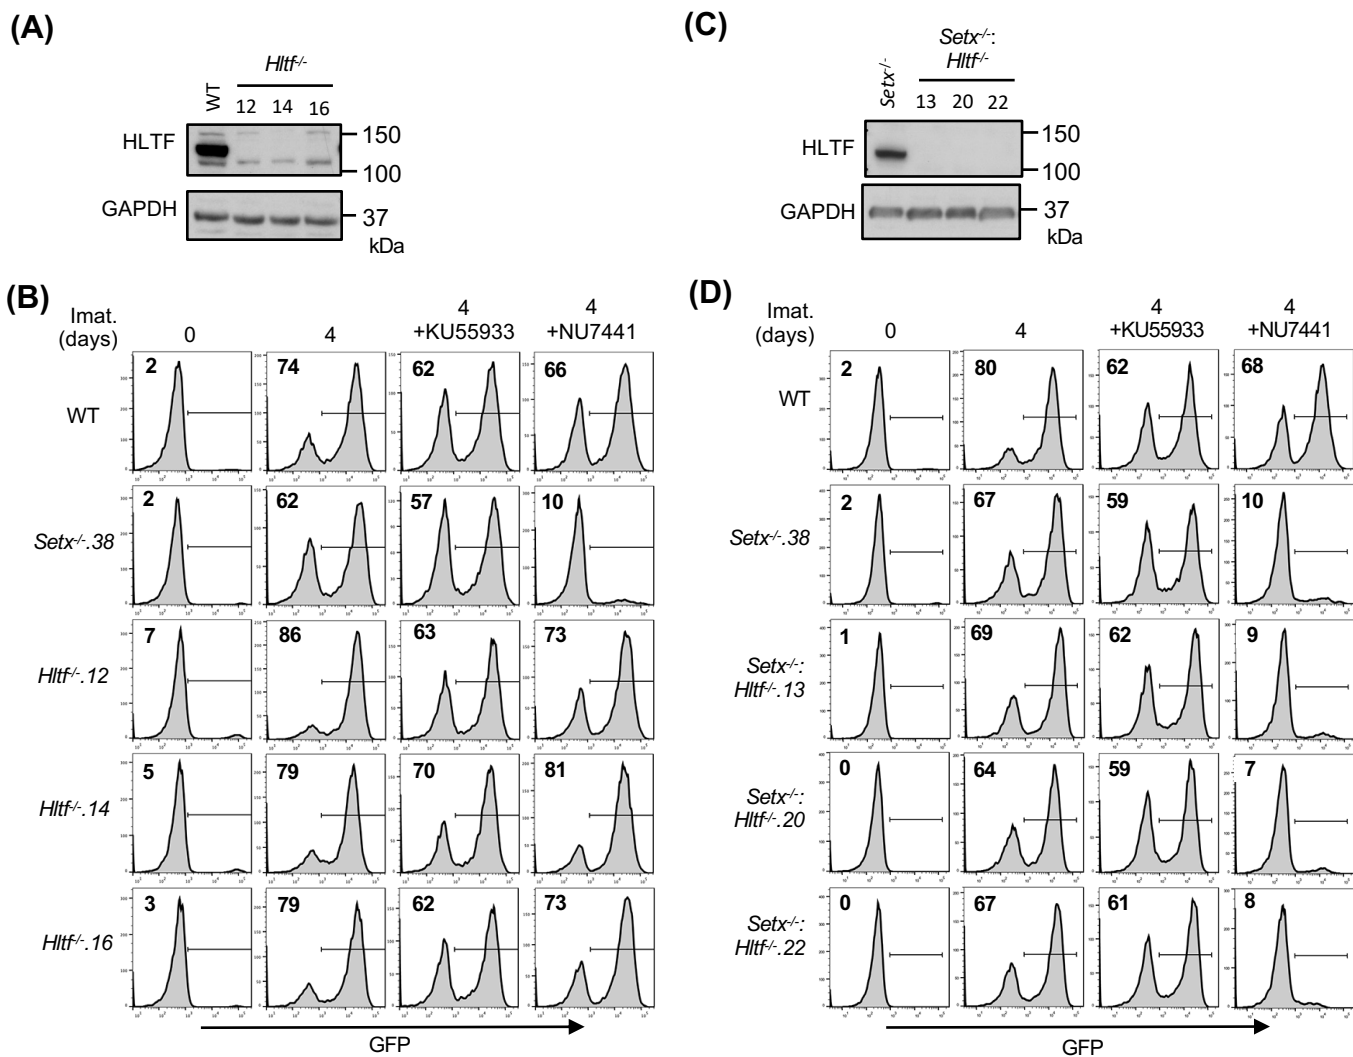 (A)
Hltf-/-
WT
12 14 16
HLTF
150
100
GAPDH
37
kDa
(C)
Setx-/-:
Hltf-/-
Setx-/-
13 20 22
HLTF
150
100
GAPDH
37
kDa
(B)
Imat.
(days)
0
4
4
+KU55933
4
+NU7441
WT
2 74 62 66
Setx-/-.38
2 62 57 10
Hltf-/-.12
7 86 63 73
Hltf-/-.14
5 79 70 81
Hltf-/-.16
3 79 62 73
GFP
(D)
Imat.
(days)
0
4
4
+KU55933
4
+NU7441
WT
2 80 62 68
Setx-/-.38
2 67 59 10
Setx-/-:
Hltf-/-.13
1 69 62 9
Setx-/-:
Hltf-/-.20
0 64 59 7
Setx-/-:
Hltf-/-.22
0 67 61 8
GFP